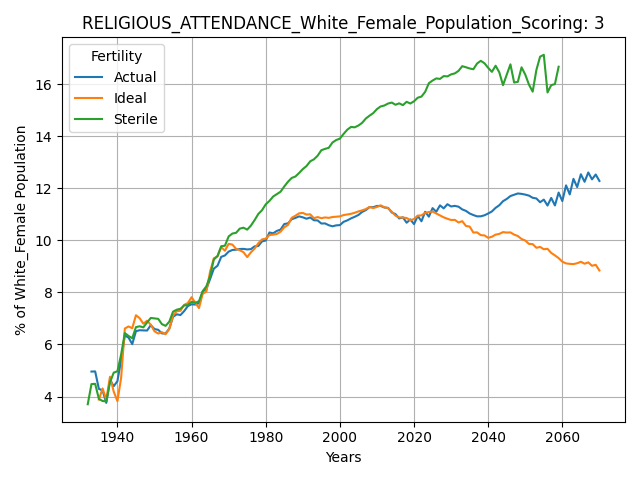 RELIGIOUS_ATTENDANCE_White_Female_Population_Scoring: 3
Fertility
Actual
Ideal
Sterile
% of White_Female Population
16
14
12
10
8
6
4
1940 1960 1980 2000 2020 2040 2060
Years